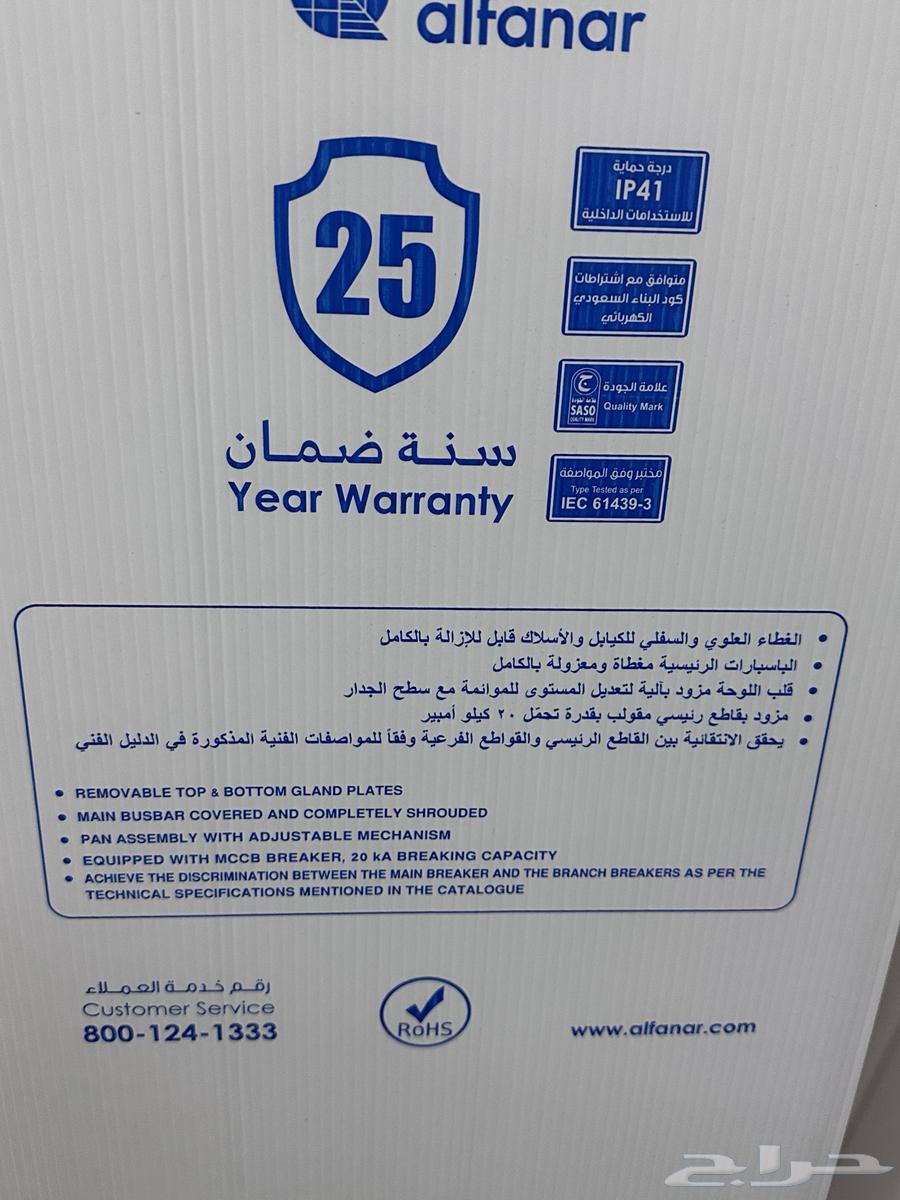 alfanar
25
سنة ضمان
Year Warranty
درجة حماية
IP41
للاستخدامات الداخلية
متوافق مع اشتراطات
كود البناء السعودي
الكهربائي
علامة الجودة
Quality Mark
علامة الجودة
SASO
QUALITY MARK
مختبر وفق المواصفة
Type Tested as per
IEC 61439-3
• الغطاء العلوي والسفلي للكيابل والأسلاك قابل للإزالة بالكامل
• الباسبارات الرئيسية مغطاة ومعزولة بالكامل
• قلب اللوحة مزود بآلية لتعديل المستوى للموائمة مع سطح الجدار
• مزود بقاطع رئيسي مقولب بقدرة تحمّل ٢٠ كيلو أمبير
• يحقق الانتقائية بين القاطع الرئيسي والقواطع الفرعية وفقاً للمواصفات الفنية المذكورة في الدليل الفني
• REMOVABLE TOP & BOTTOM GLAND PLATES
• MAIN BUSBAR COVERED AND COMPLETELY SHROUDED
• PAN ASSEMBLY WITH ADJUSTABLE MECHANISM
• EQUIPPED WITH MCCB BREAKER, 20 kA BREAKING CAPACITY
• ACHIEVE THE DISCRIMINATION BETWEEN THE MAIN BREAKER AND THE BRANCH BREAKERS AS PER THE
TECHNICAL SPECIFICATIONS MENTIONED IN THE CATALOGUE
رقم خدمة العملاء
Customer Service
800-124-1333
RoHS
www.alfanar.com
حراج